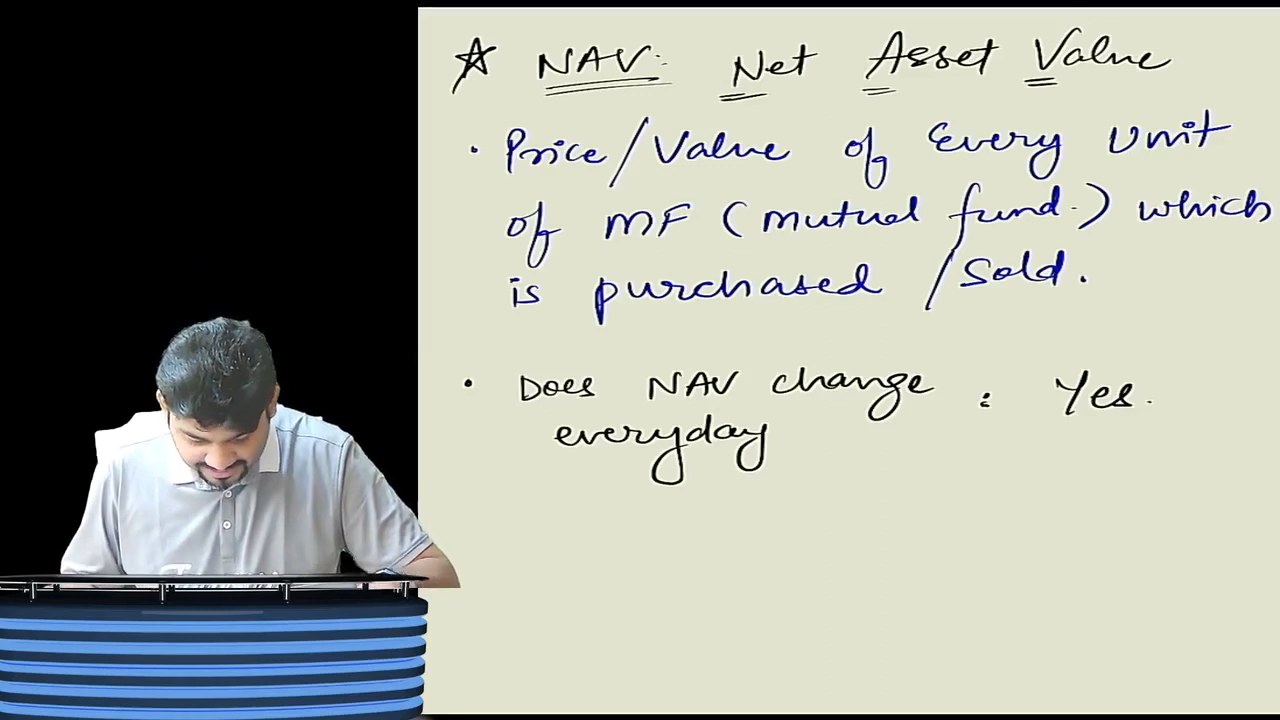 ☆ NAV: Net Asset Value
• Price/Value of Every Unit
of MF (Mutual fund.) which
is purchased /Sold.
• Does NAV change : Yes.
everyday